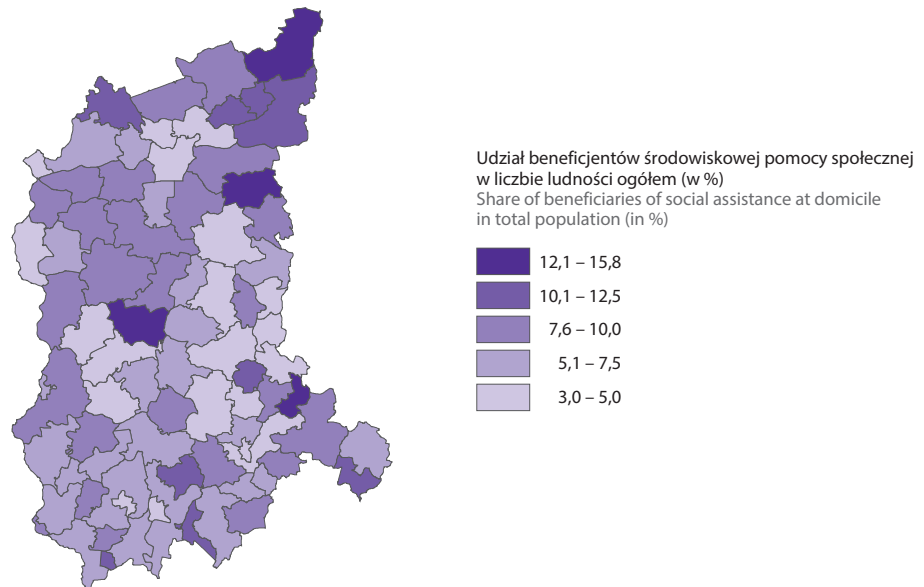 Udział beneficjentów środowiskowej pomocy społecznej
w liczbie ludności ogółem (w %)
Share of beneficiaries of social assistance at domicile
in total population (in %)
12,1 – 15,8
10,1 – 12,5
7,6 – 10,0
5,1 – 7,5
3,0 – 5,0